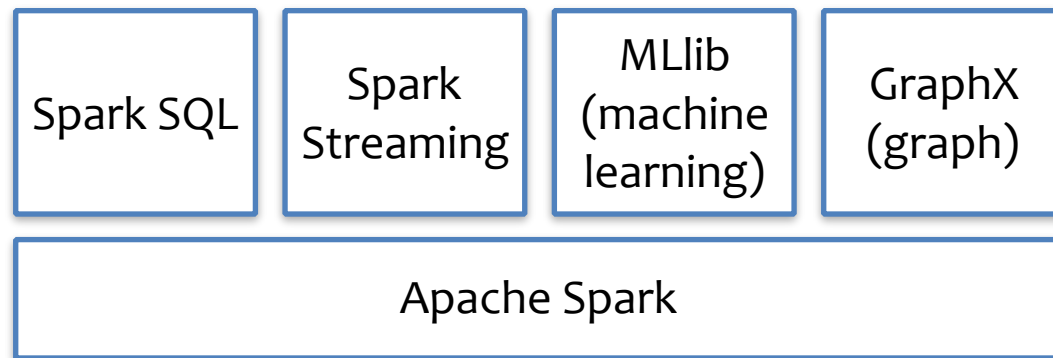 Spark SQL
Spark
Streaming
MLlib
(machine
learning)
GraphX
(graph)
Apache Spark